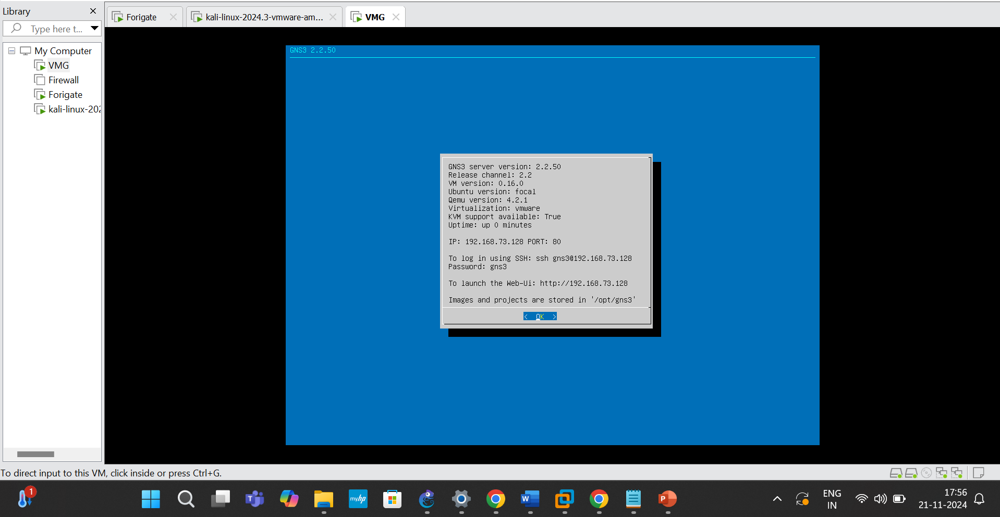 Library
Type here t...
My Computer
VMG
Firewall
Forigate
kali-linux-202
Forigate
kali-linux-2024.3-vmware-am...
VMG
GNS3 2.2.50
GNS3 server version: 2.2.50
Release channel: 2.2
VM version: 0.16.0
Ubuntu version: focal
Qemu version: 4.2.1
Virtualization: vmware
KVM support available: True
Uptime: up 0 minutes
IP: 192.168.73.128 PORT: 80
To log in using SSH: ssh gns3@192.168.73.128
Password: gns3
To launch the Web-Ui: http://192.168.73.128
Images and projects are stored in '/opt/gns3'
< OK >
To direct input to this VM, click inside or press Ctrl+G.
1
T
myhp
W
P
ENG
IN
17:56
21-11-2024